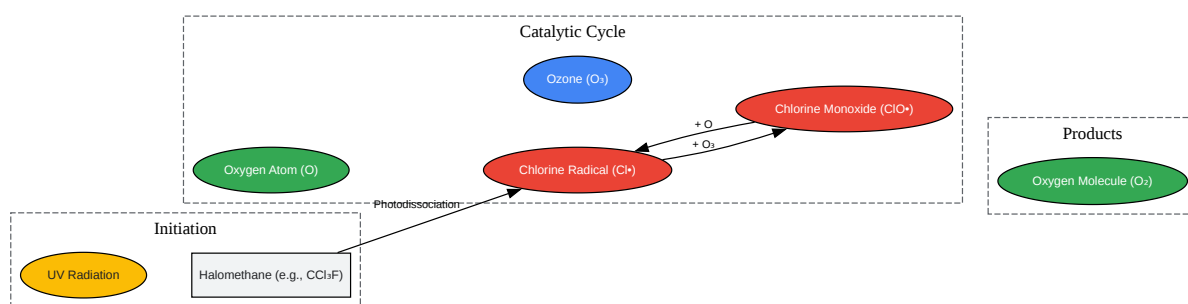 Catalytic Cycle
Ozone (O₃)
Chlorine Monoxide (ClO•)
+ O
+ O₃
Products
Oxygen Atom (O)
Chlorine Radical (Cl•)
Oxygen Molecule (O₂)
Photodissociation
Initiation
UV Radiation
Halomethane (e.g., CCl₃F)